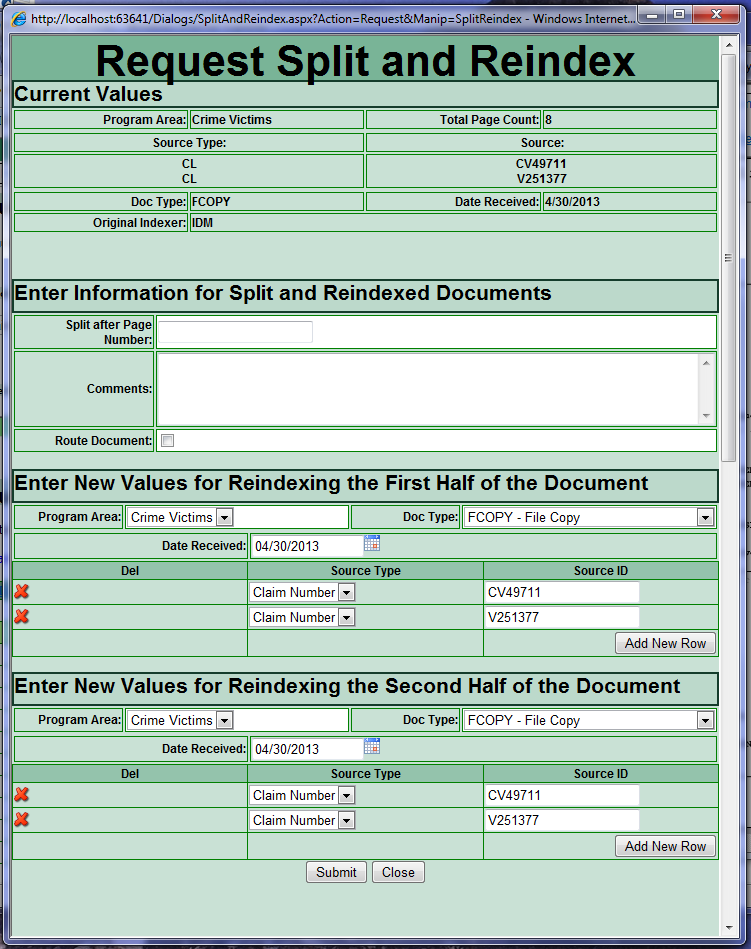 http://localhost:63641/Dialogs/SplitAndReindex.aspx?Action=Request&Manip=SplitReindex - Windows Internet...
Request Split and Reindex
Current Values
Program Area: Crime Victims Total Page Count: 8
Source Type: Source:
CL CV49711
CL V251377
Doc Type: FCOPY Date Received: 4/30/2013
Original Indexer: IDM
Enter Information for Split and Reindexed Documents
Split after Page
Number:
Comments:
Route Document:
Enter New Values for Reindexing the First Half of the Document
Program Area: Crime Victims Doc Type: FCOPY - File Copy
Date Received: 04/30/2013
Del Source Type Source ID
Claim Number CV49711
Claim Number V251377
Add New Row
Enter New Values for Reindexing the Second Half of the Document
Program Area: Crime Victims Doc Type: FCOPY - File Copy
Date Received: 04/30/2013
Del Source Type Source ID
Claim Number CV49711
Claim Number V251377
Add New Row
Submit Close